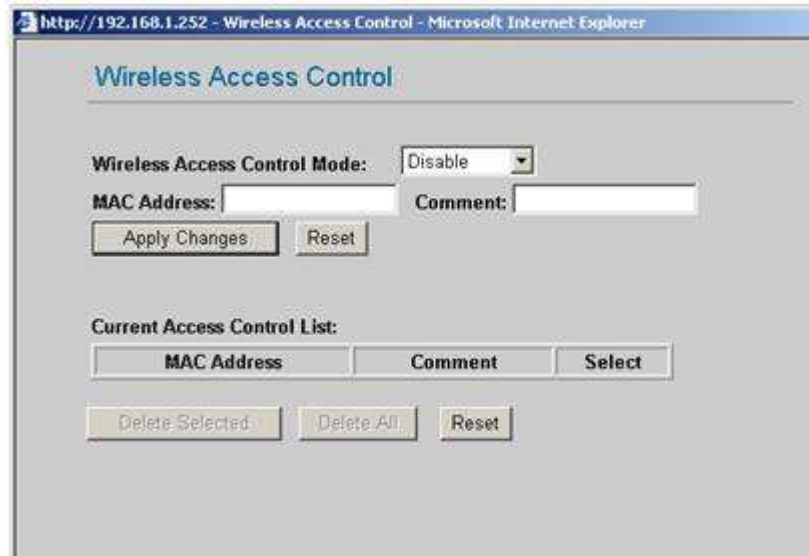 http://192.168.1.252 - Wireless Access Control - Microsoft Internet Explorer
Wireless Access Control
Wireless Access Control Mode: Disable
MAC Address: Comment:
Apply Changes Reset
Current Access Control List:
MAC Address Comment Select
Delete Selected Delete All Reset